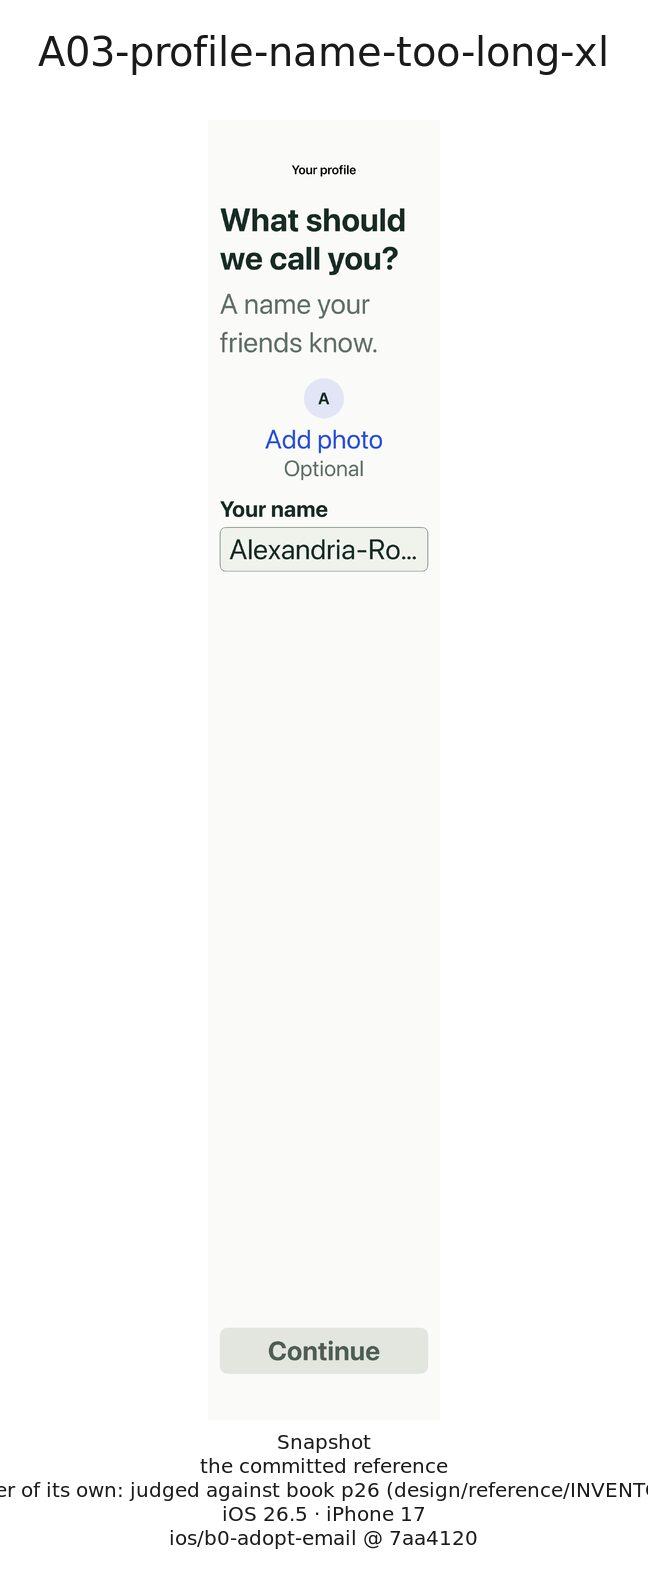 A03-profile-name-too-long-xl
Your profile
What should
we call you?
A name your
friends know.
A
Add photo
Optional
Your name
Alexandria-Ro...
Continue
Snapshot
the committed reference
of its own: judged against book p26 (design/reference/
iOS 26.5 · iPhone 17
ios/b0-adopt-email @ 7aa4120